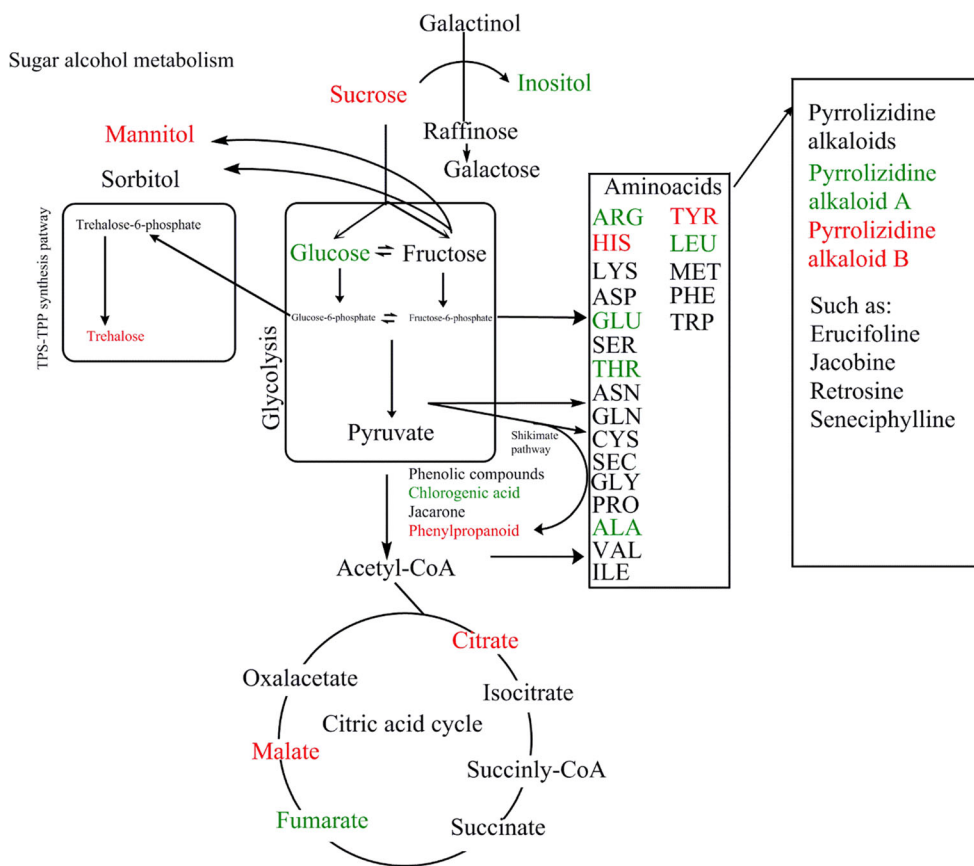 Galactinol
Sugar alcohol metabolism
Inositol
Sucrose
Mannitol
Raffinose
Galactose
Sorbitol
TPS-TPP synthesis patway
Trehalose-6-phosphate
Trehalose
Glycolysis
Glucose ⇌ Fructose
Glucose-6-phosphate ⇌ Fructose-6-phosphate
Pyruvate
Shikimate
pathway
Phenolic compounds
Chlorogenic acid
Jacarone
Phenylpropanoid
Acetyl-CoA
Aminoacids
ARG
HIS
LYS
ASP
GLU
SER
THR
ASN
GLN
CYS
SEC
GLY
PRO
ALA
VAL
ILE
TYR
LEU
MET
PHE
TRP
Pyrrolizidine
alkaloids
Pyrrolizidine
alkaloid A
Pyrrolizidine
alkaloid B
Such as:
Erucifoline
Jacobine
Retrosine
Seneciphylline
Citric acid cycle
Citrate
Isocitrate
Succinly-CoA
Succinate
Fumarate
Malate
Oxalacetate